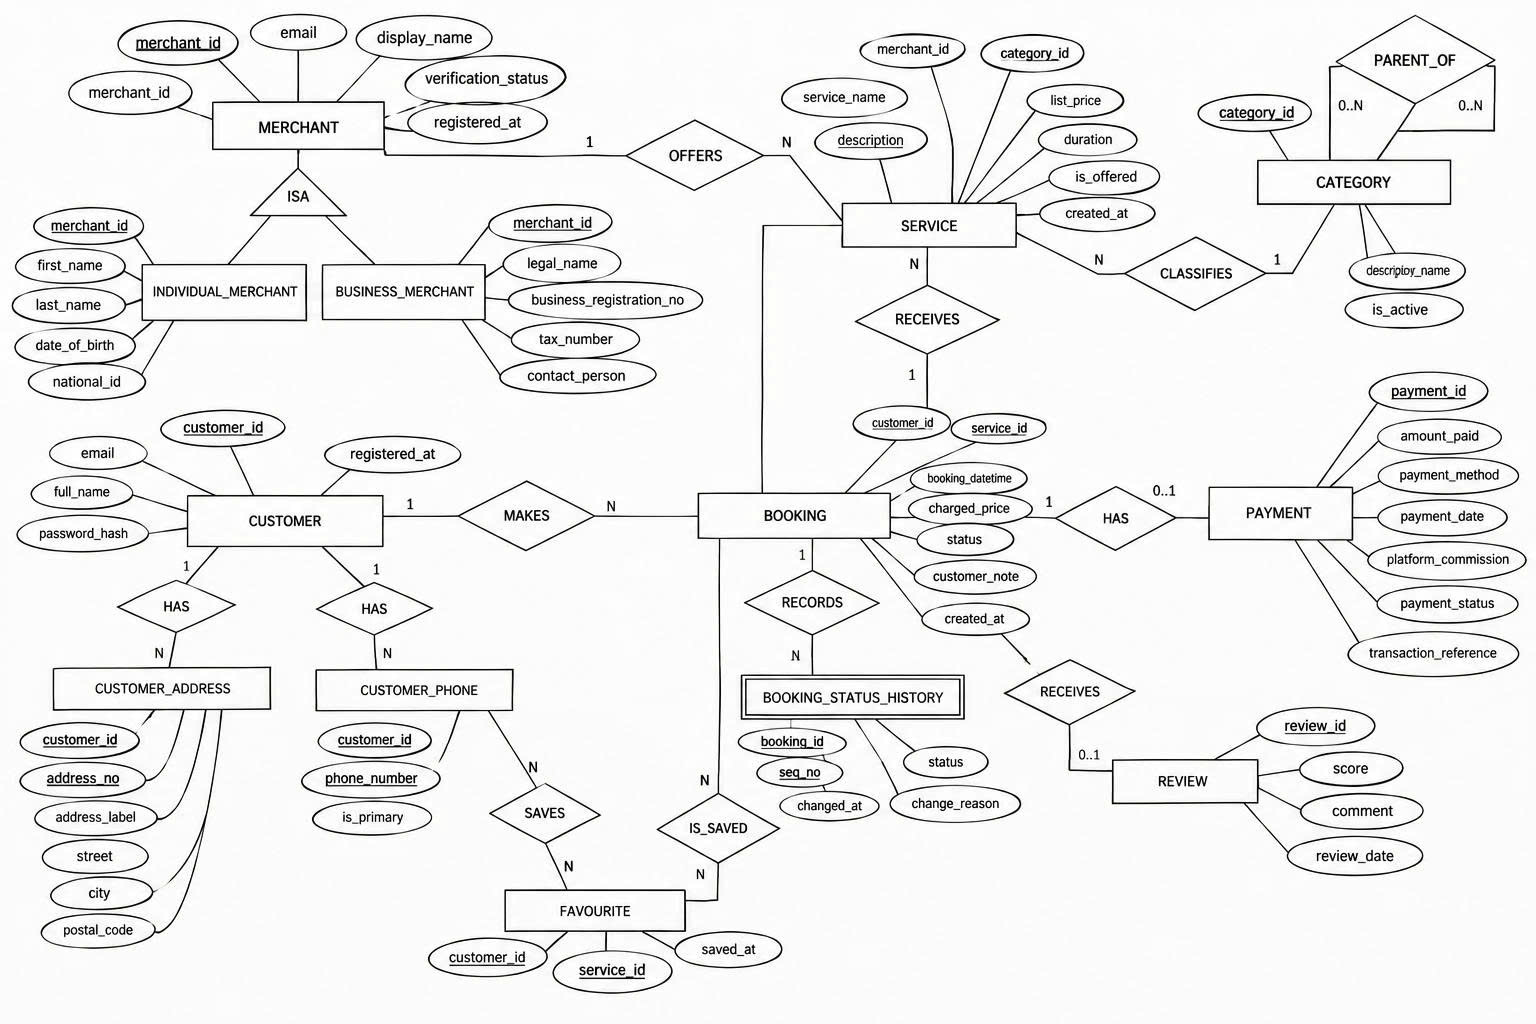 merchant_id
email
display_name
merchant_id
verification_status
registered_at
MERCHANT
1
OFFERS
N
merchant_id
category_id
service_name
list_price
description
duration
is_offered
created_at
SERVICE
PARENT_OF
0..N
0..N
category_id
CATEGORY
ISA
merchant_id
first_name
last_name
date_of_birth
national_id
INDIVIDUAL_MERCHANT
BUSINESS_MERCHANT
merchant_id
legal_name
business_registration_no
tax_number
contact_person
N
RECEIVES
1
N
CLASSIFIES
1
is_active
customer_id
email
full_name
password_hash
registered_at
CUSTOMER
1
MAKES
N
customer_id
service_id
booking_datetime
charged_price
status
customer_note
created_at
BOOKING
1
HAS
0..1
PAYMENT
payment_id
amount_paid
payment_method
payment_date
platform_commission
payment_status
transaction_reference
1
HAS
N
1
HAS
N
1
RECORDS
N
CUSTOMER_ADDRESS
customer_id
address_no
address_label
street
city
postal_code
CUSTOMER_PHONE
customer_id
phone_number
is_primary
BOOKING_STATUS_HISTORY
booking_id
seq_no
changed_at
status
change_reason
RECEIVES
0..1
REVIEW
review_id
score
comment
review_date
N
SAVES
N
N
IS_SAVED
N
FAVOURITE
customer_id
service_id
saved_at